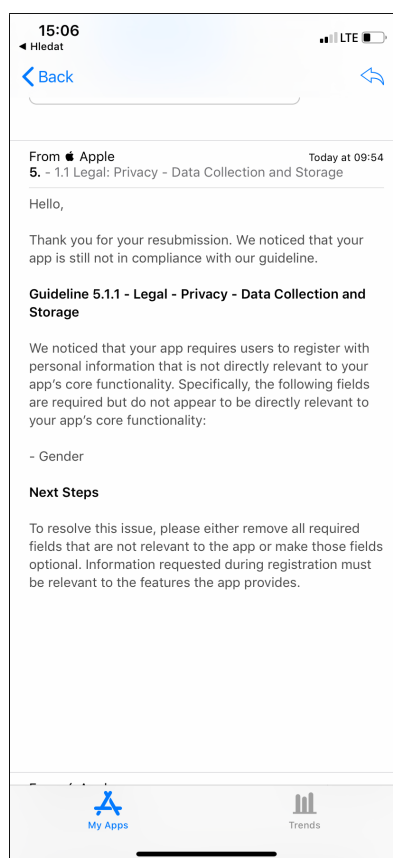 15:06
Hledat
LTE
Back
From Apple
Today at 09:54
5. - 1.1 Legal: Privacy - Data Collection and Storage
Hello,
Thank you for your resubmission. We noticed that your
app is still not in compliance with our guideline.
Guideline 5.1.1 - Legal - Privacy - Data Collection and
Storage
We noticed that your app requires users to register with
personal information that is not directly relevant to your
app’s core functionality. Specifically, the following fields
are required but do not appear to be directly relevant to
your app’s core functionality:
- Gender
Next Steps
To resolve this issue, please either remove all required
fields that are not relevant to the app or make those fields
optional. Information requested during registration must
be relevant to the features the app provides.
My Apps
Trends